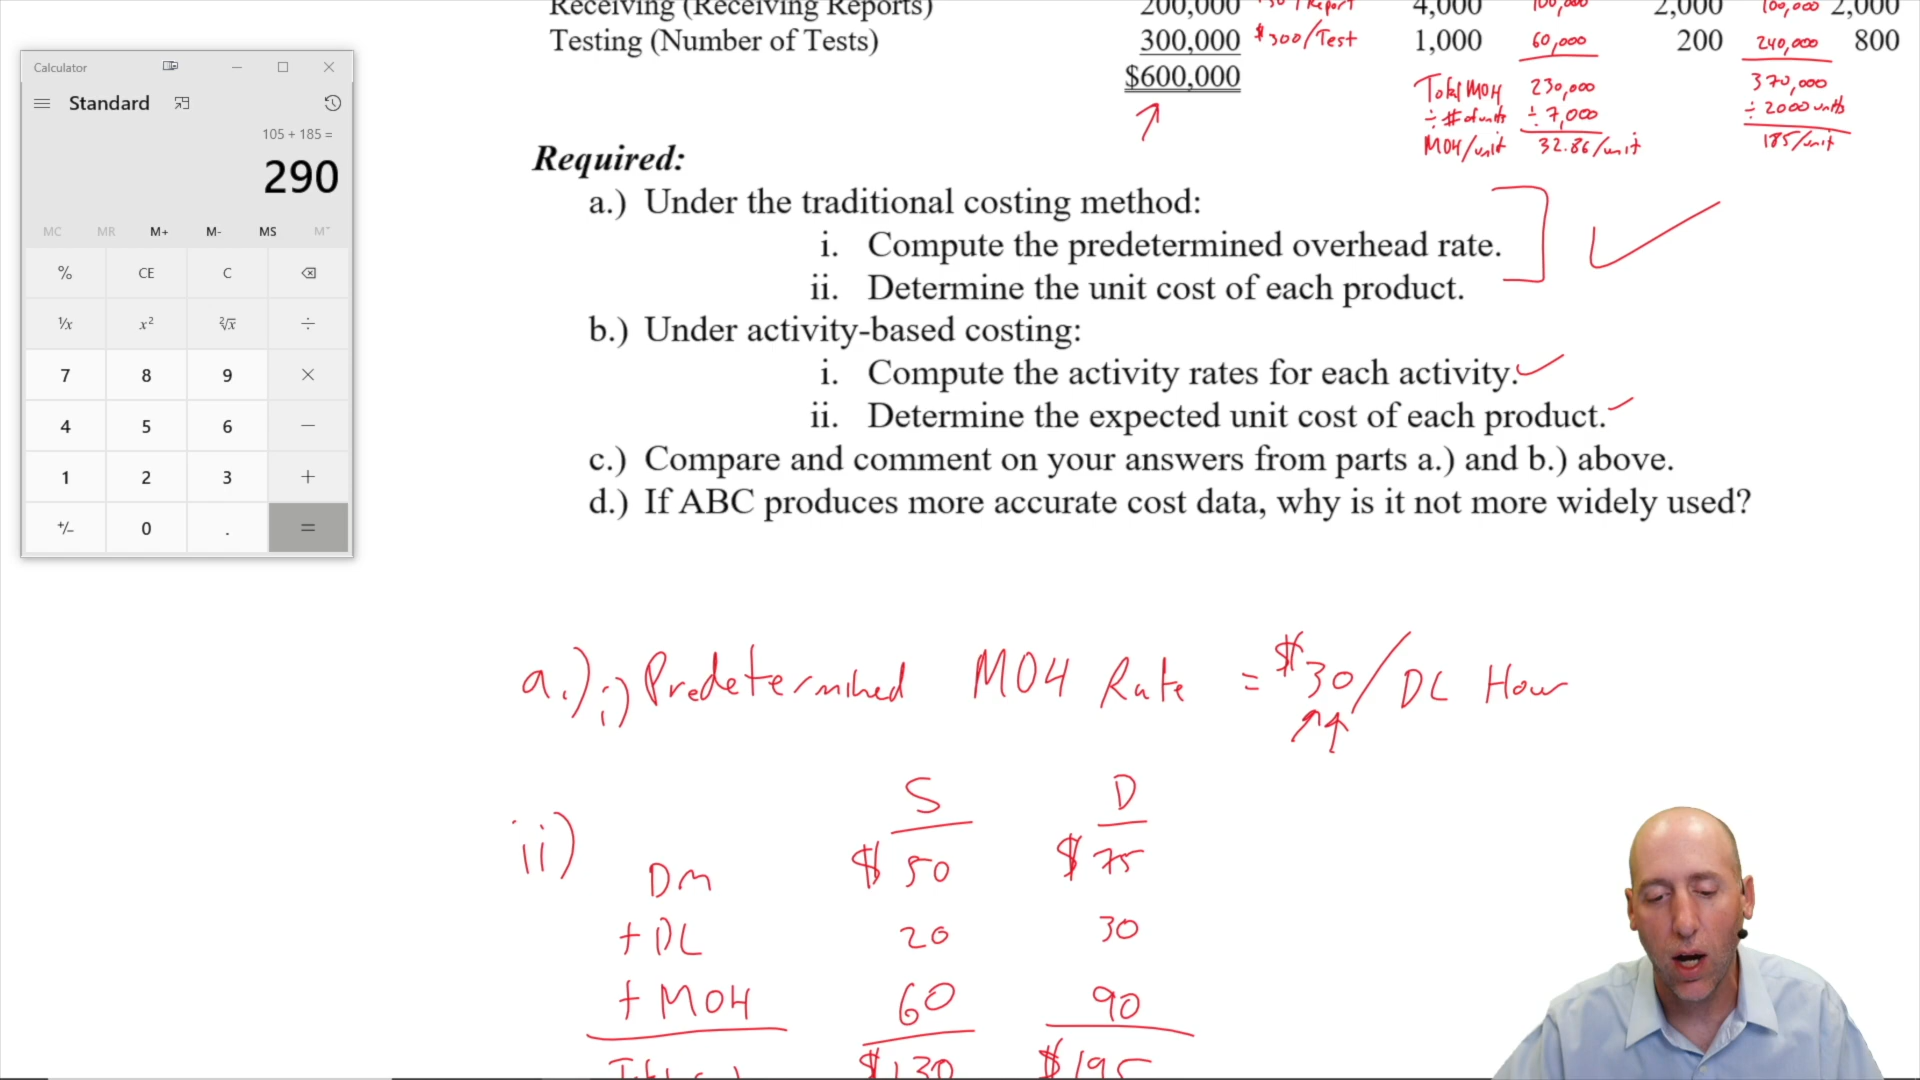 Receiving (Receiving Reports) 200,000 /Report 4,000 100,000 2,000 100,000 2,000
Testing (Number of Tests) 300,000 $300/Test 1,000 60,000 200 240,000 800
$600,000 Total MOH 230,000 370,000
÷ # of units ÷ 7,000 ÷ 2000 units
MOH/unit 32.86/unit 185/unit
Calculator
Standard
105 + 185 =
290
MC MR M+ M- MS M˅
% CE C
¹/x x² ²√x ÷
7 8 9 ×
4 5 6 −
1 2 3 +
+/− 0 . =
Required:
a.) Under the traditional costing method:
i. Compute the predetermined overhead rate.
ii. Determine the unit cost of each product.
b.) Under activity-based costing:
i. Compute the activity rates for each activity.
ii. Determine the expected unit cost of each product.
c.) Compare and comment on your answers from parts a.) and b.) above.
d.) If ABC produces more accurate cost data, why is it not more widely used?
a.) i) Predetermined MOH Rate = $30/DL Hour
ii) S D
DM $50 $75
+ DL 20 30
+ MOH 60 90
$130 $195